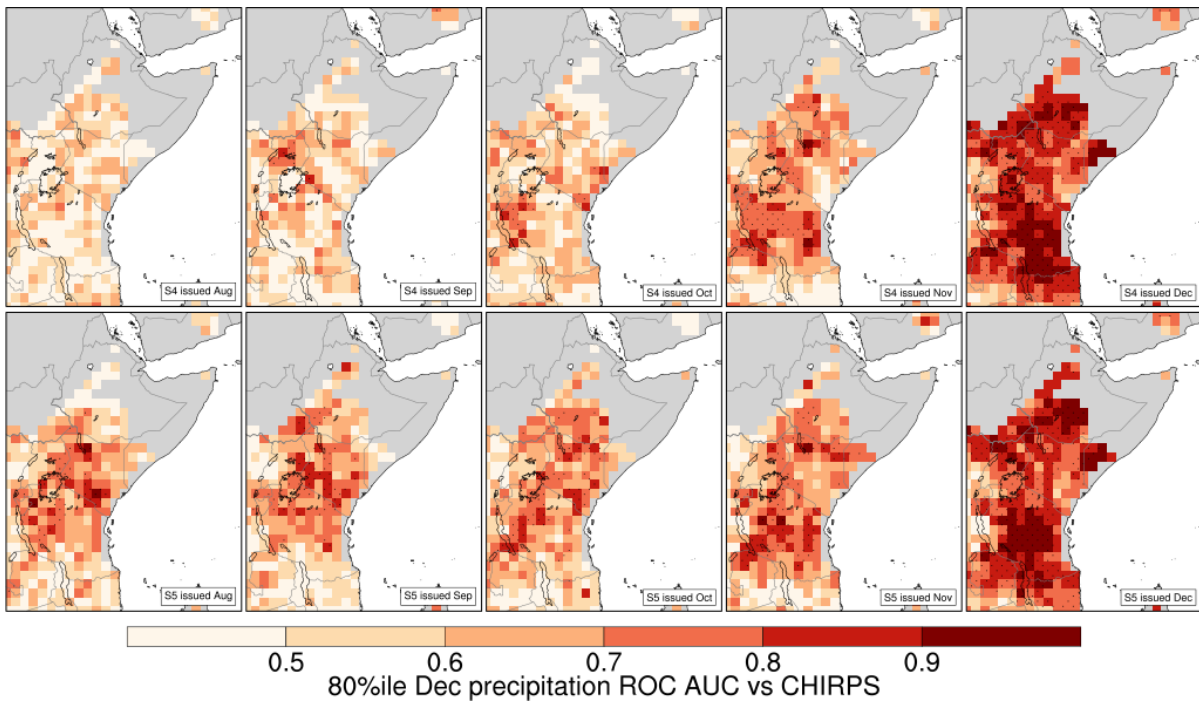 S4 issued Aug
S4 issued Sep
S4 issued Oct
S4 issued Nov
S4 issued Dec
S5 issued Aug
S5 issued Sep
S5 issued Oct
S5 issued Nov
S5 issued Dec
0.5 0.6 0.7 0.8 0.9
80%ile Dec precipitation ROC AUC vs CHIRPS